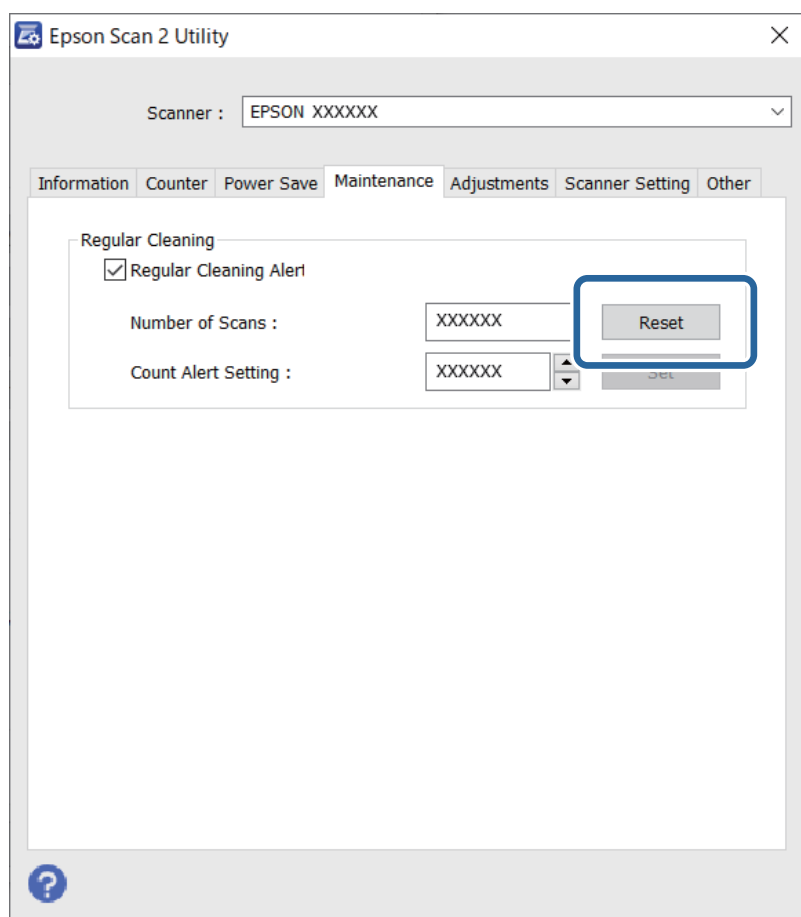 Epson Scan 2 Utility
Scanner : EPSON XXXXXX
Information Counter Power Save Maintenance Adjustments Scanner Setting Other
Regular Cleaning
Regular Cleaning Alert
Number of Scans : XXXXXX Reset
Count Alert Setting : XXXXXX Set
?